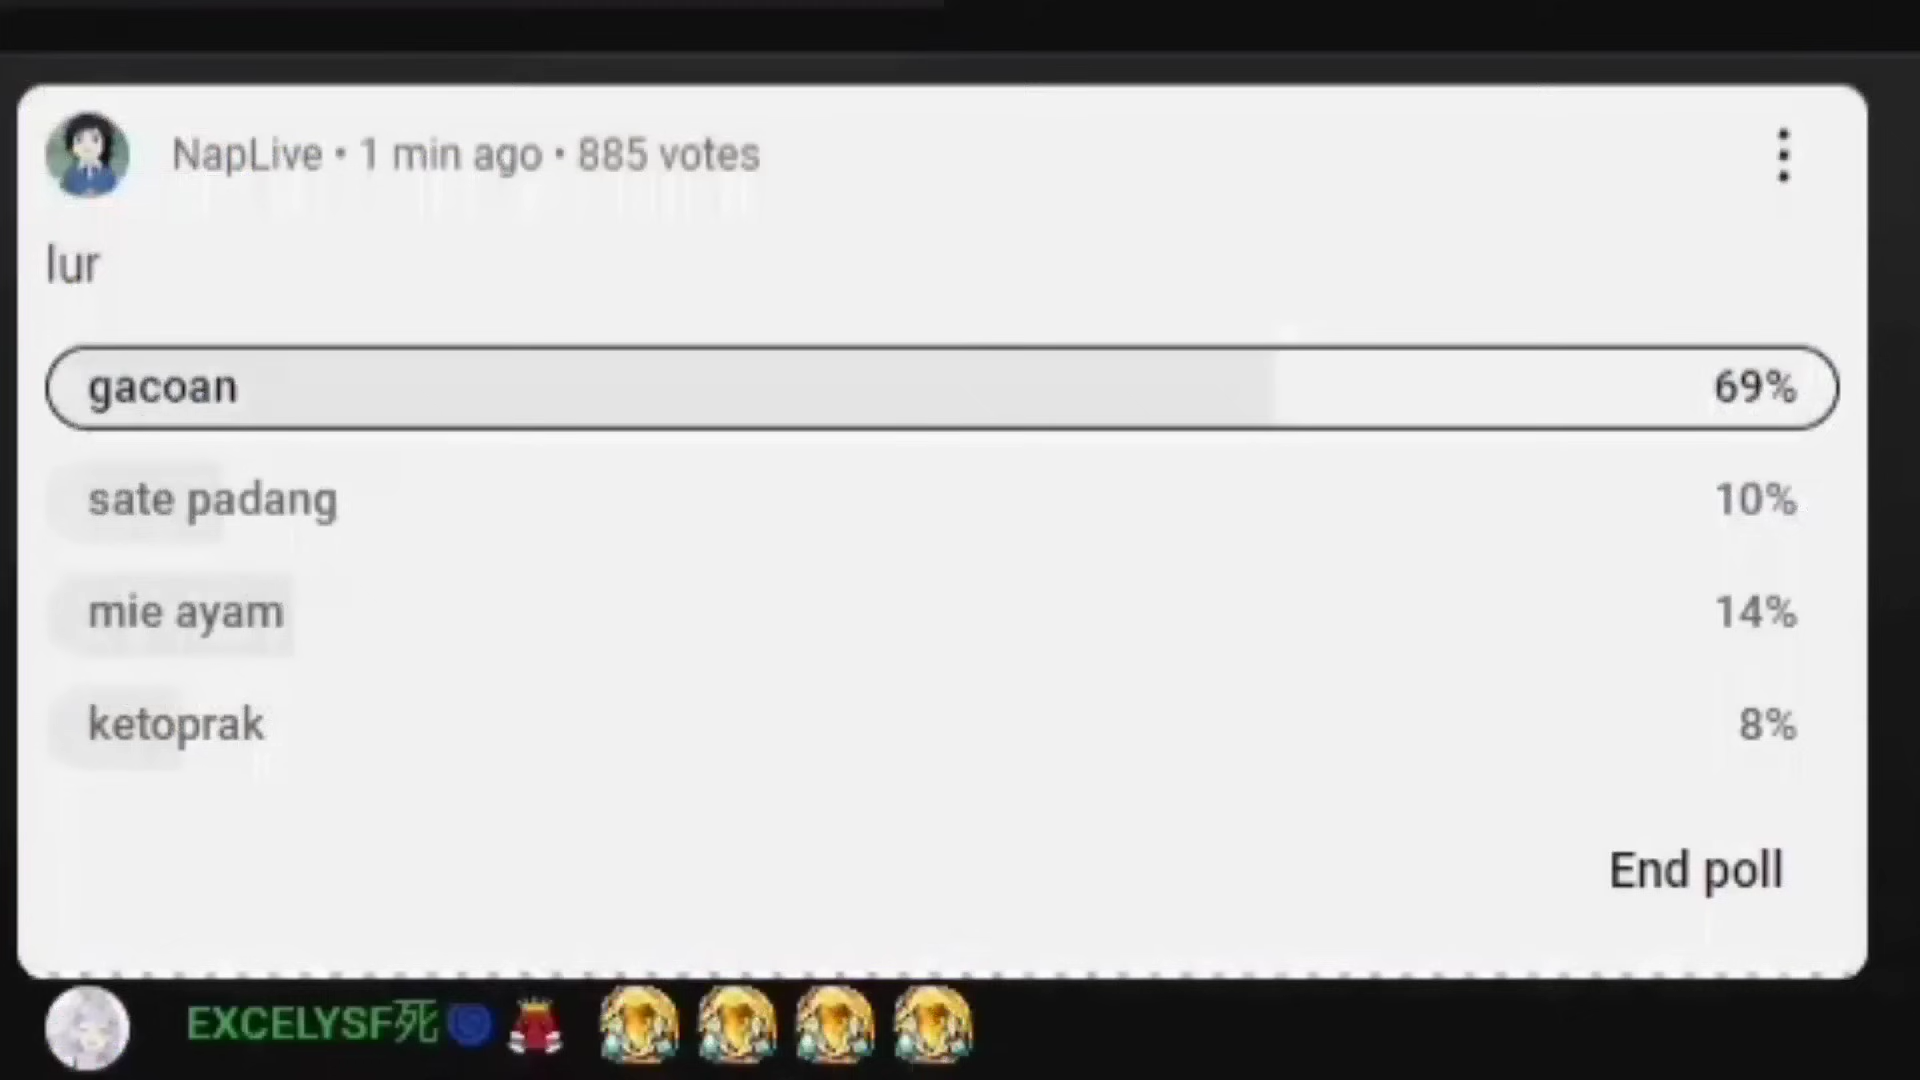 NapLive • 1 min ago • 885 votes
lur
gacoan 69%
sate padang 10%
mie ayam 14%
ketoprak 8%
End poll
EXCELYSF死